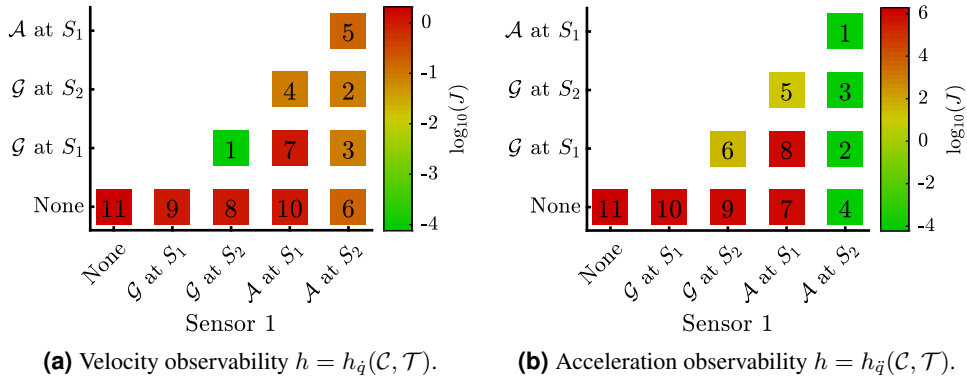 𝒜 at S₁
𝒢 at S₂
𝒢 at S₁
None
5
4 2
1 7 3
11 9 8 10 6
None
𝒢 at S₁
𝒢 at S₂
𝒜 at S₁
𝒜 at S₂
Sensor 1
0
-1
-2
-3
-4
log₁₀(J)
(a) Velocity observability h = h_q̇(𝒞, 𝒯).
𝒜 at S₁
𝒢 at S₂
𝒢 at S₁
None
1
5 3
6 8 2
11 10 9 7 4
None
𝒢 at S₁
𝒢 at S₂
𝒜 at S₁
𝒜 at S₂
Sensor 1
6
4
2
0
-2
-4
log₁₀(J)
(b) Acceleration observability h = h_q̈(𝒞, 𝒯).